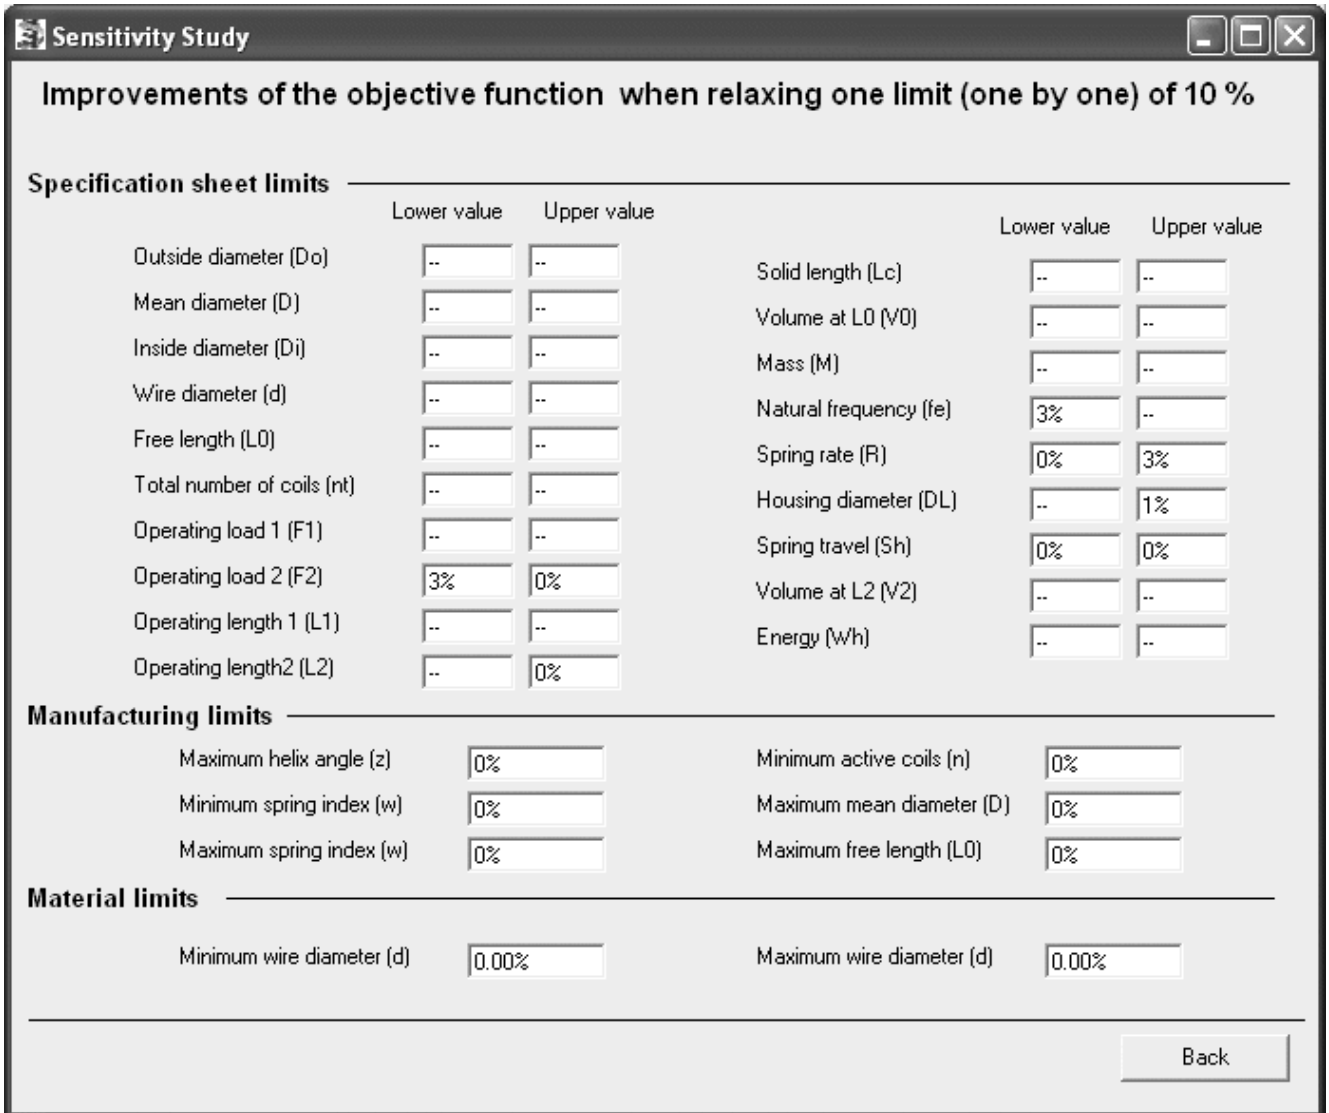 Sensitivity Study
Improvements of the objective function when relaxing one limit (one by one) of 10 %
Specification sheet limits
Lower value Upper value
Outside diameter (Do) -- --
Mean diameter (D) -- --
Inside diameter (Di) -- --
Wire diameter (d) -- --
Free length (L0) -- --
Total number of coils (nt) -- --
Operating load 1 (F1) -- --
Operating load 2 (F2) 3% 0%
Operating length 1 (L1) -- --
Operating length2 (L2) -- 0%
Lower value Upper value
Solid length (Lc) -- --
Volume at L0 (V0) -- --
Mass (M) -- --
Natural frequency (fe) 3% --
Spring rate (R) 0% 3%
Housing diameter (DL) -- 1%
Spring travel (Sh) 0% 0%
Volume at L2 (V2) -- --
Energy (Wh) -- --
Manufacturing limits
Maximum helix angle (z) 0% Minimum active coils (n) 0%
Minimum spring index (w) 0% Maximum mean diameter (D) 0%
Maximum spring index (w) 0% Maximum free length (L0) 0%
Material limits
Minimum wire diameter (d) 0.00% Maximum wire diameter (d) 0.00%
Back